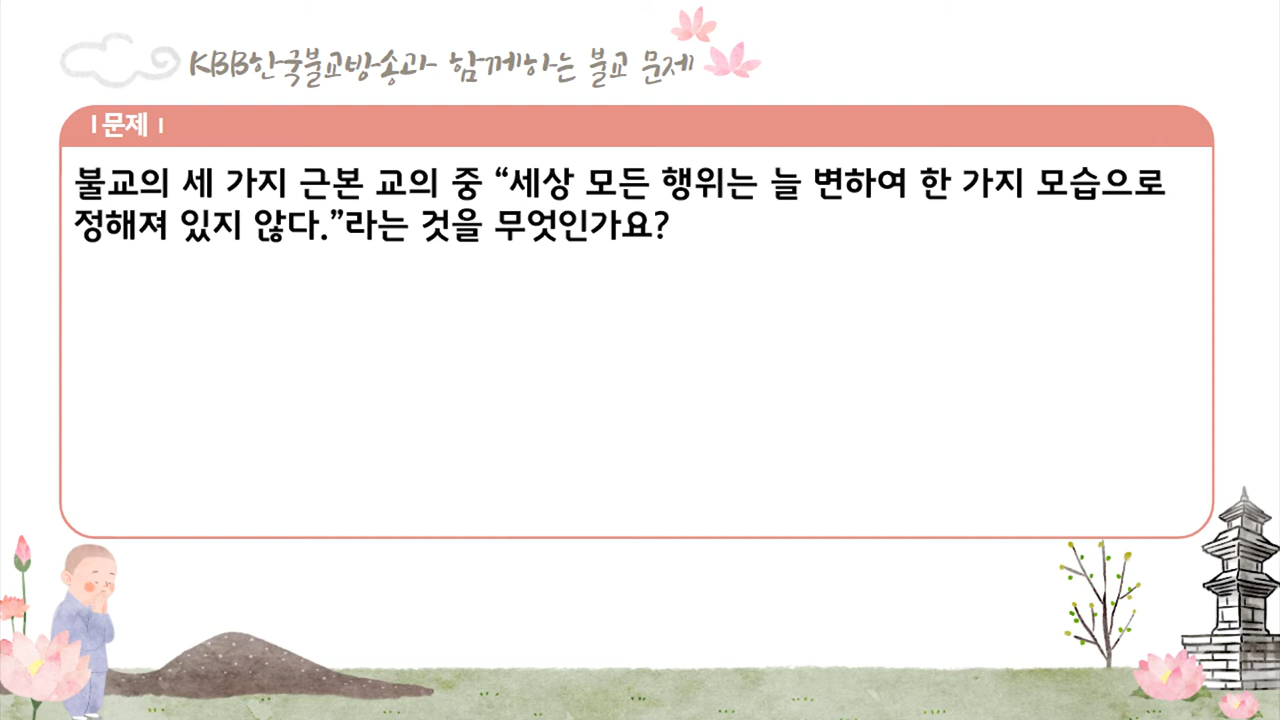 KBB한국불교방송과 함께하는 불교 문제
| 문제 |
불교의 세 가지 근본 교의 중 “세상 모든 행위는 늘 변하여 한 가지 모습으로
정해져 있지 않다.”라는 것을 무엇인가요?